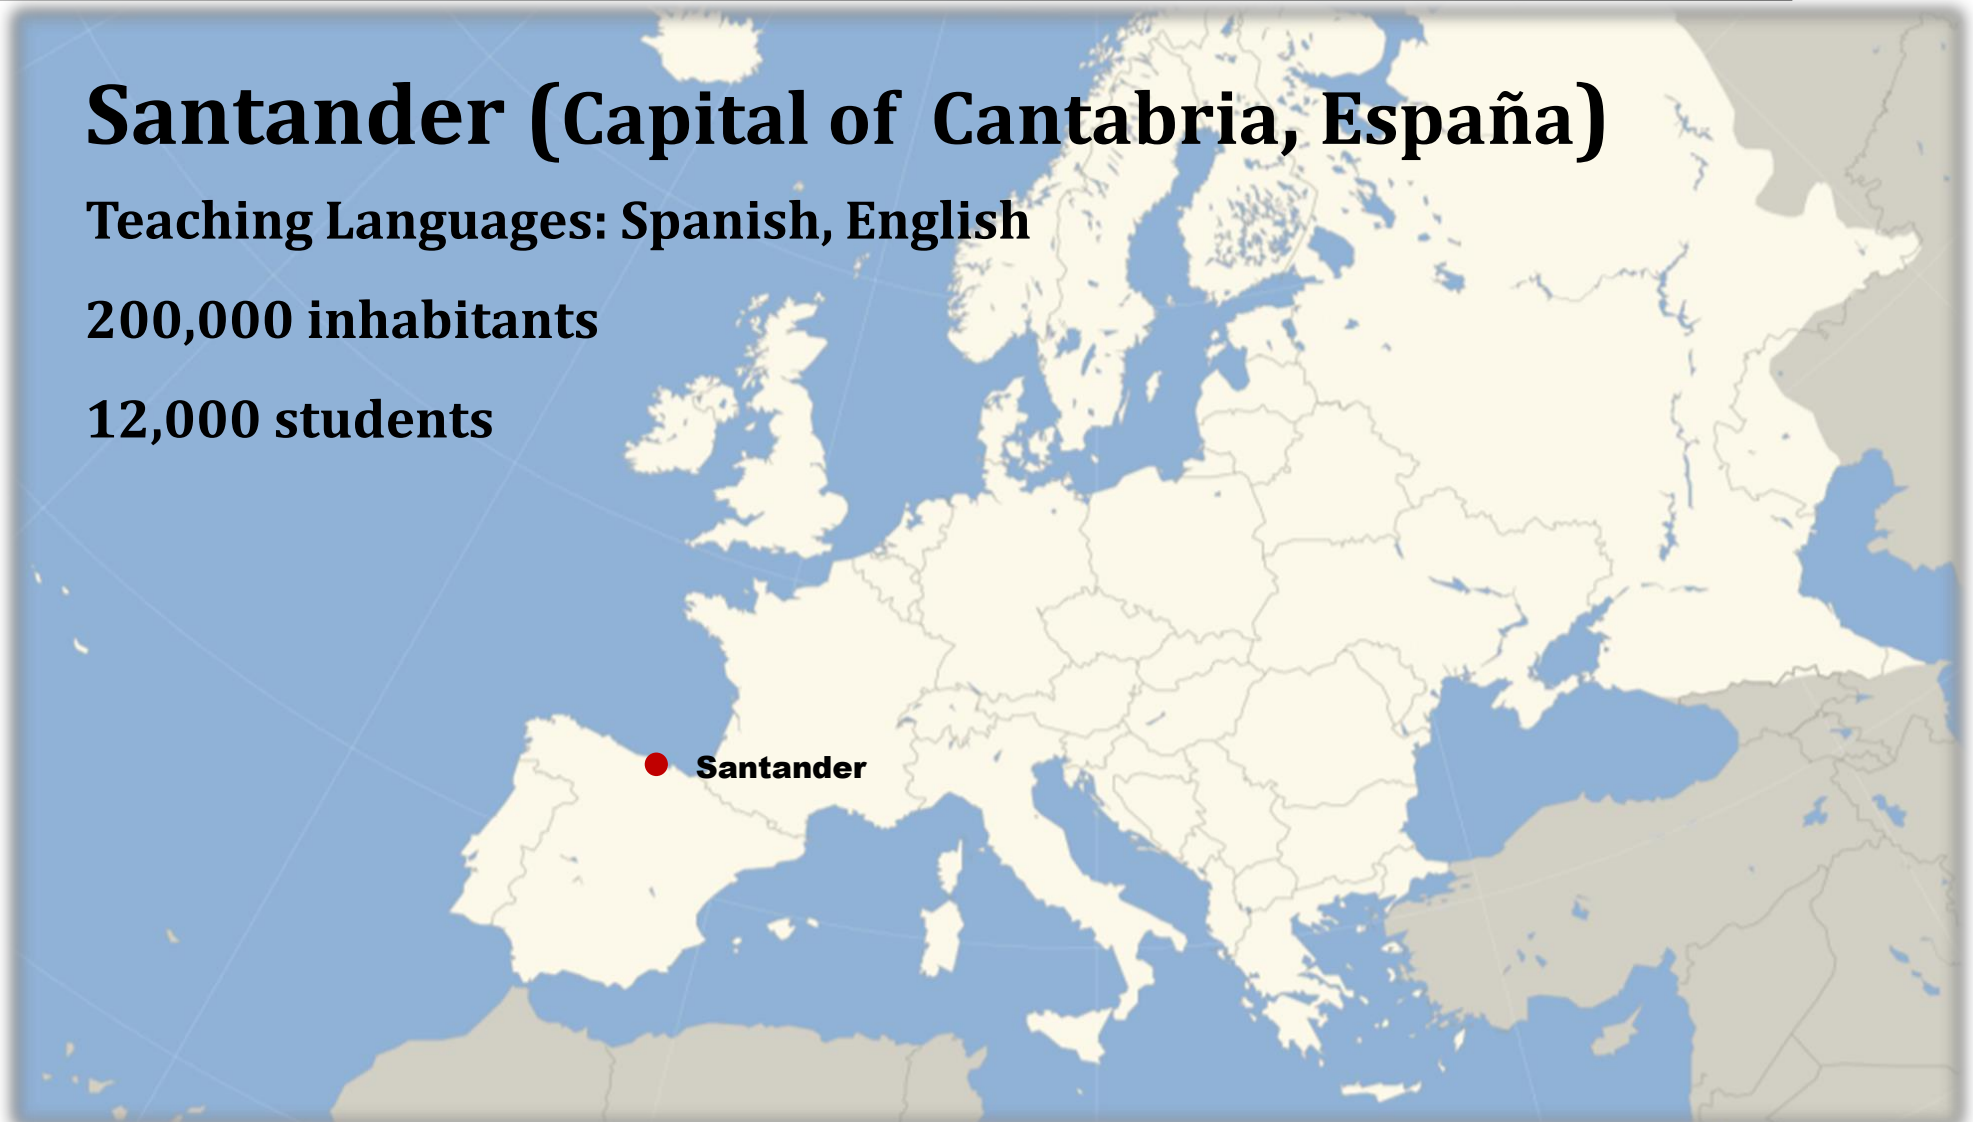 Santander (Capital of Cantabria, España)
Teaching Languages: Spanish, English
200,000 inhabitants
12,000 students
Santander